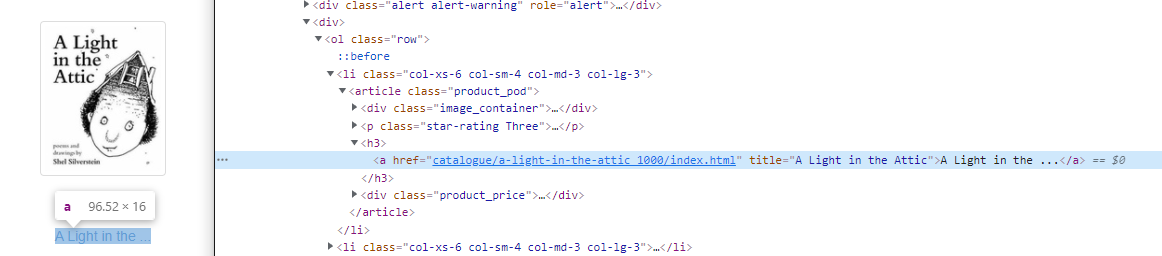 A Light
in the
Attic
poems and
drawings by
Shel Silverstein
a 96.52 × 16
A Light in the ...
<div class="alert alert-warning" role="alert">…</div>
<div>
<ol class="row">
::before
<li class="col-xs-6 col-sm-4 col-md-3 col-lg-3">
<article class="product_pod">
<div class="image_container">…</div>
<p class="star-rating Three">…</p>
<h3>
<a href="catalogue/a-light-in-the-attic_1000/index.html" title="A Light in the Attic">A Light in the ...</a> == $0
</h3>
<div class="product_price">…</div>
</article>
</li>
<li class="col-xs-6 col-sm-4 col-md-3 col-lg-3">…</li>